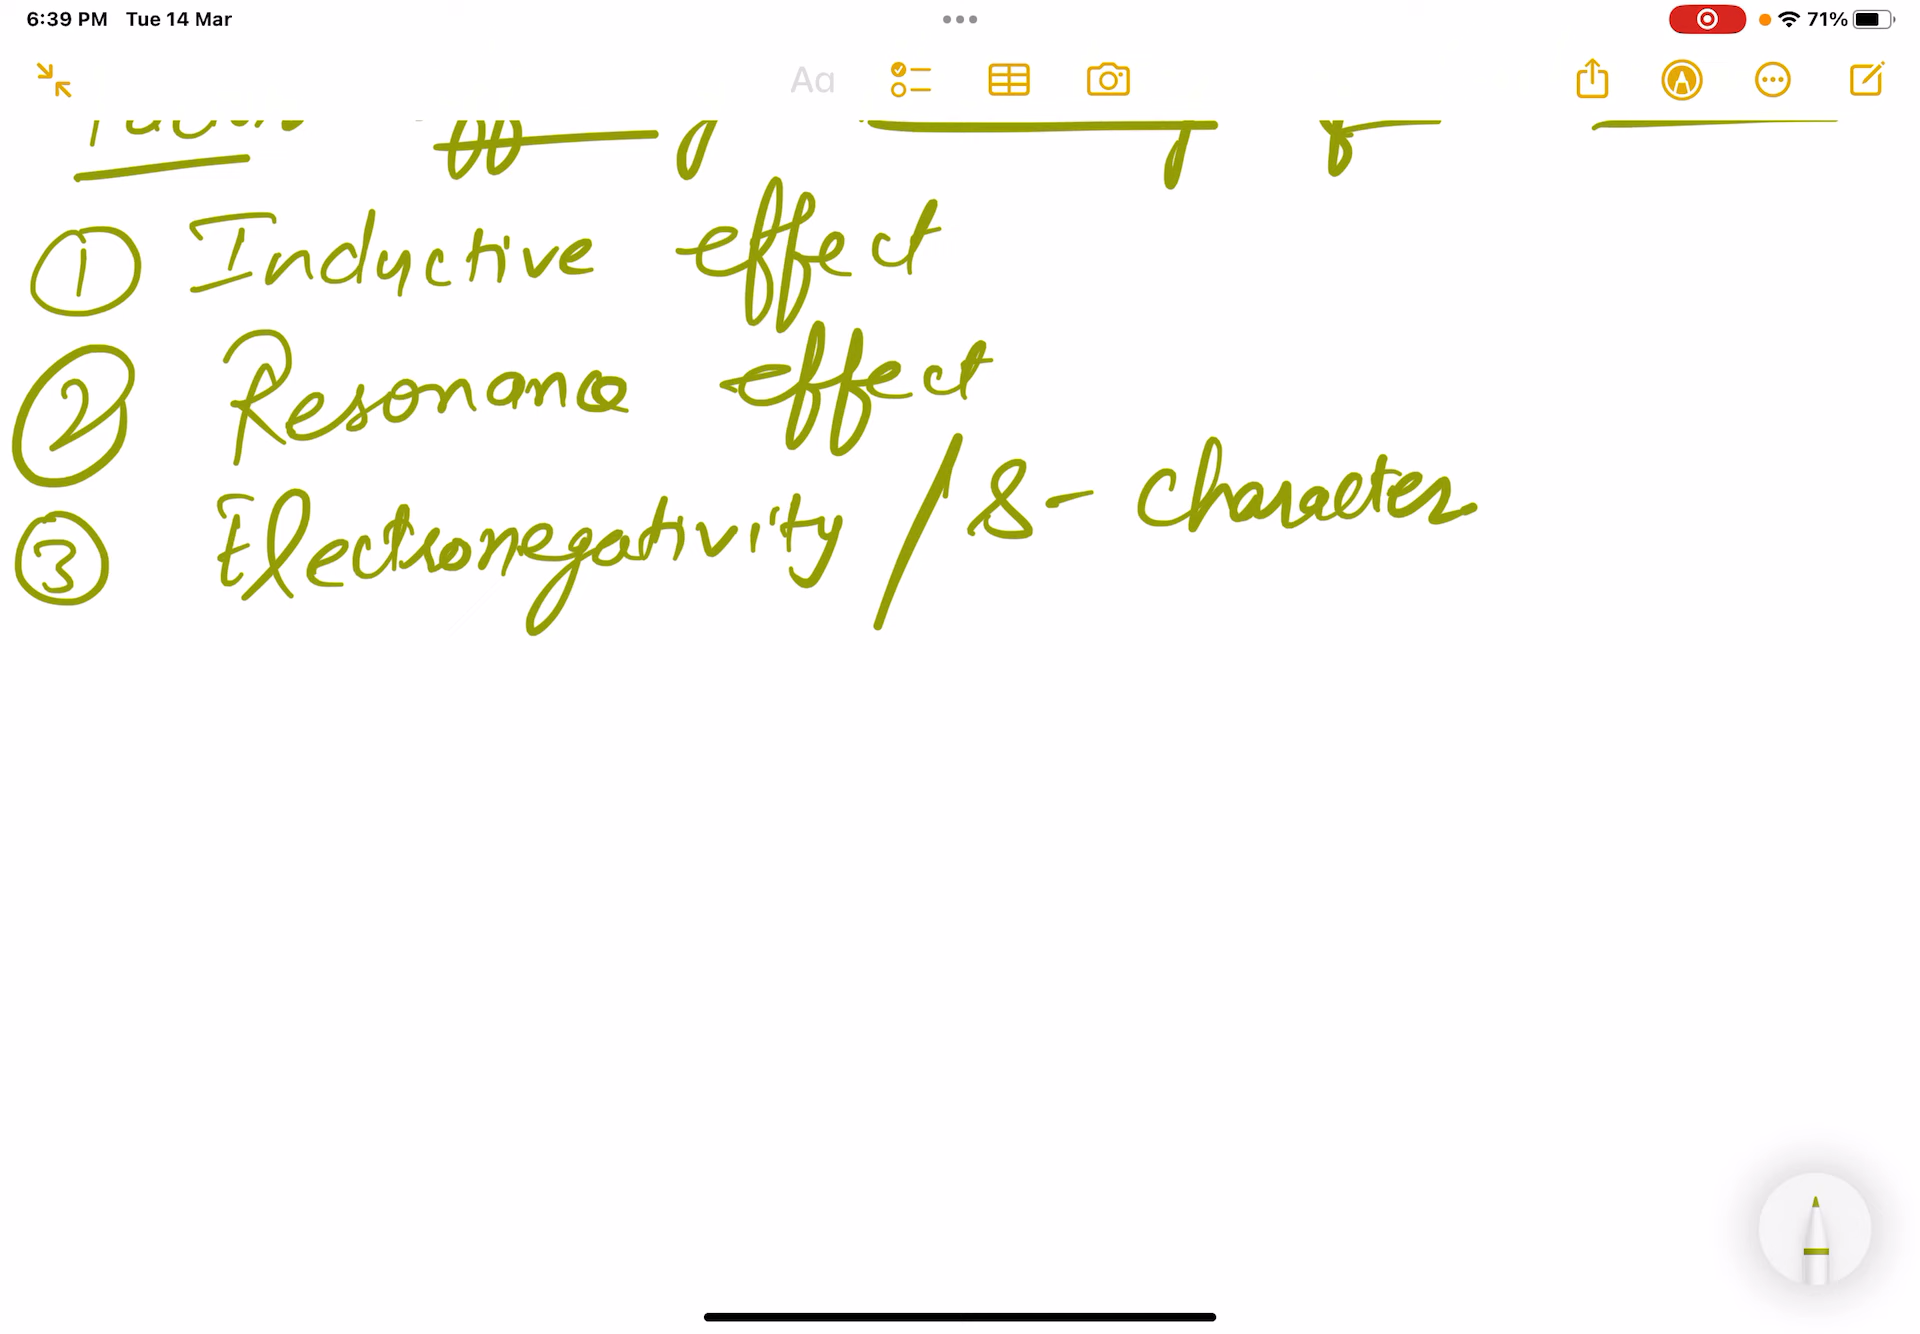 6:39 PM Tue 14 Mar 71%
Aa
① Inductive effect
② Resonance effect
③ Electronegativity / s- character